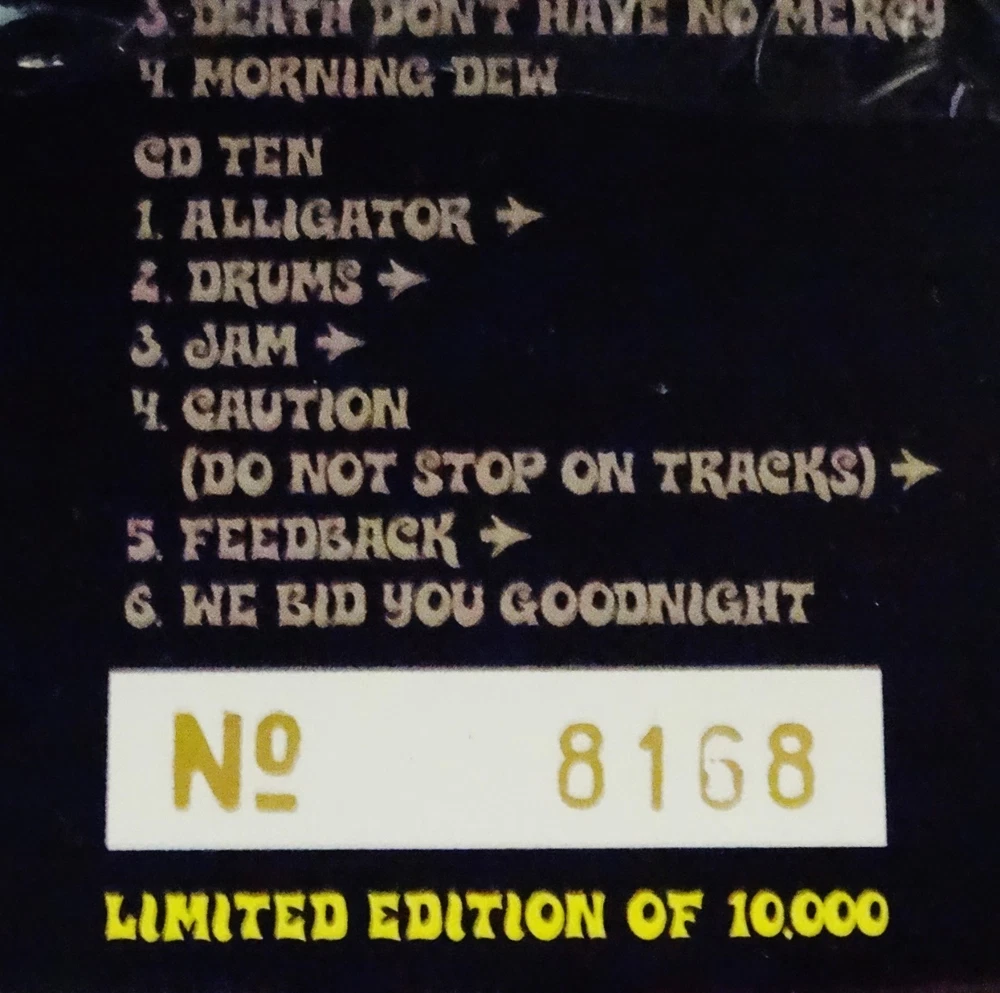 3. DEATH DON'T HAVE NO MERCY
4. MORNING DEW
CD TEN
1. ALLIGATOR →
2. DRUMS →
3. JAM →
4. CAUTION
(DO NOT STOP ON TRACKS) →
5. FEEDBACK →
6. WE BID YOU GOODNIGHT
Nº 8168
LIMITED EDITION OF 10,000